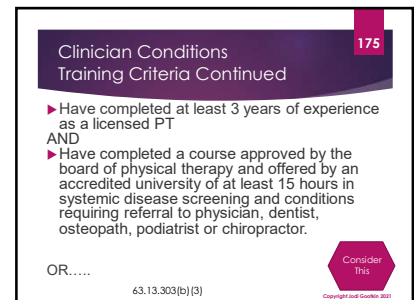 175
Clinician Conditions
Training Criteria Continued
Have completed at least 3 years of experience
as a licensed PT
AND
Have completed a course approved by the
board of physical therapy and offered by an
accredited university of at least 15 hours in
systemic disease screening and conditions
requiring referral to physician, dentist,
osteopath, podiatrist or chiropractor.
OR…..
63.13.303(b)(3)
Consider
This
Copyright Jodi Gootkin 2021